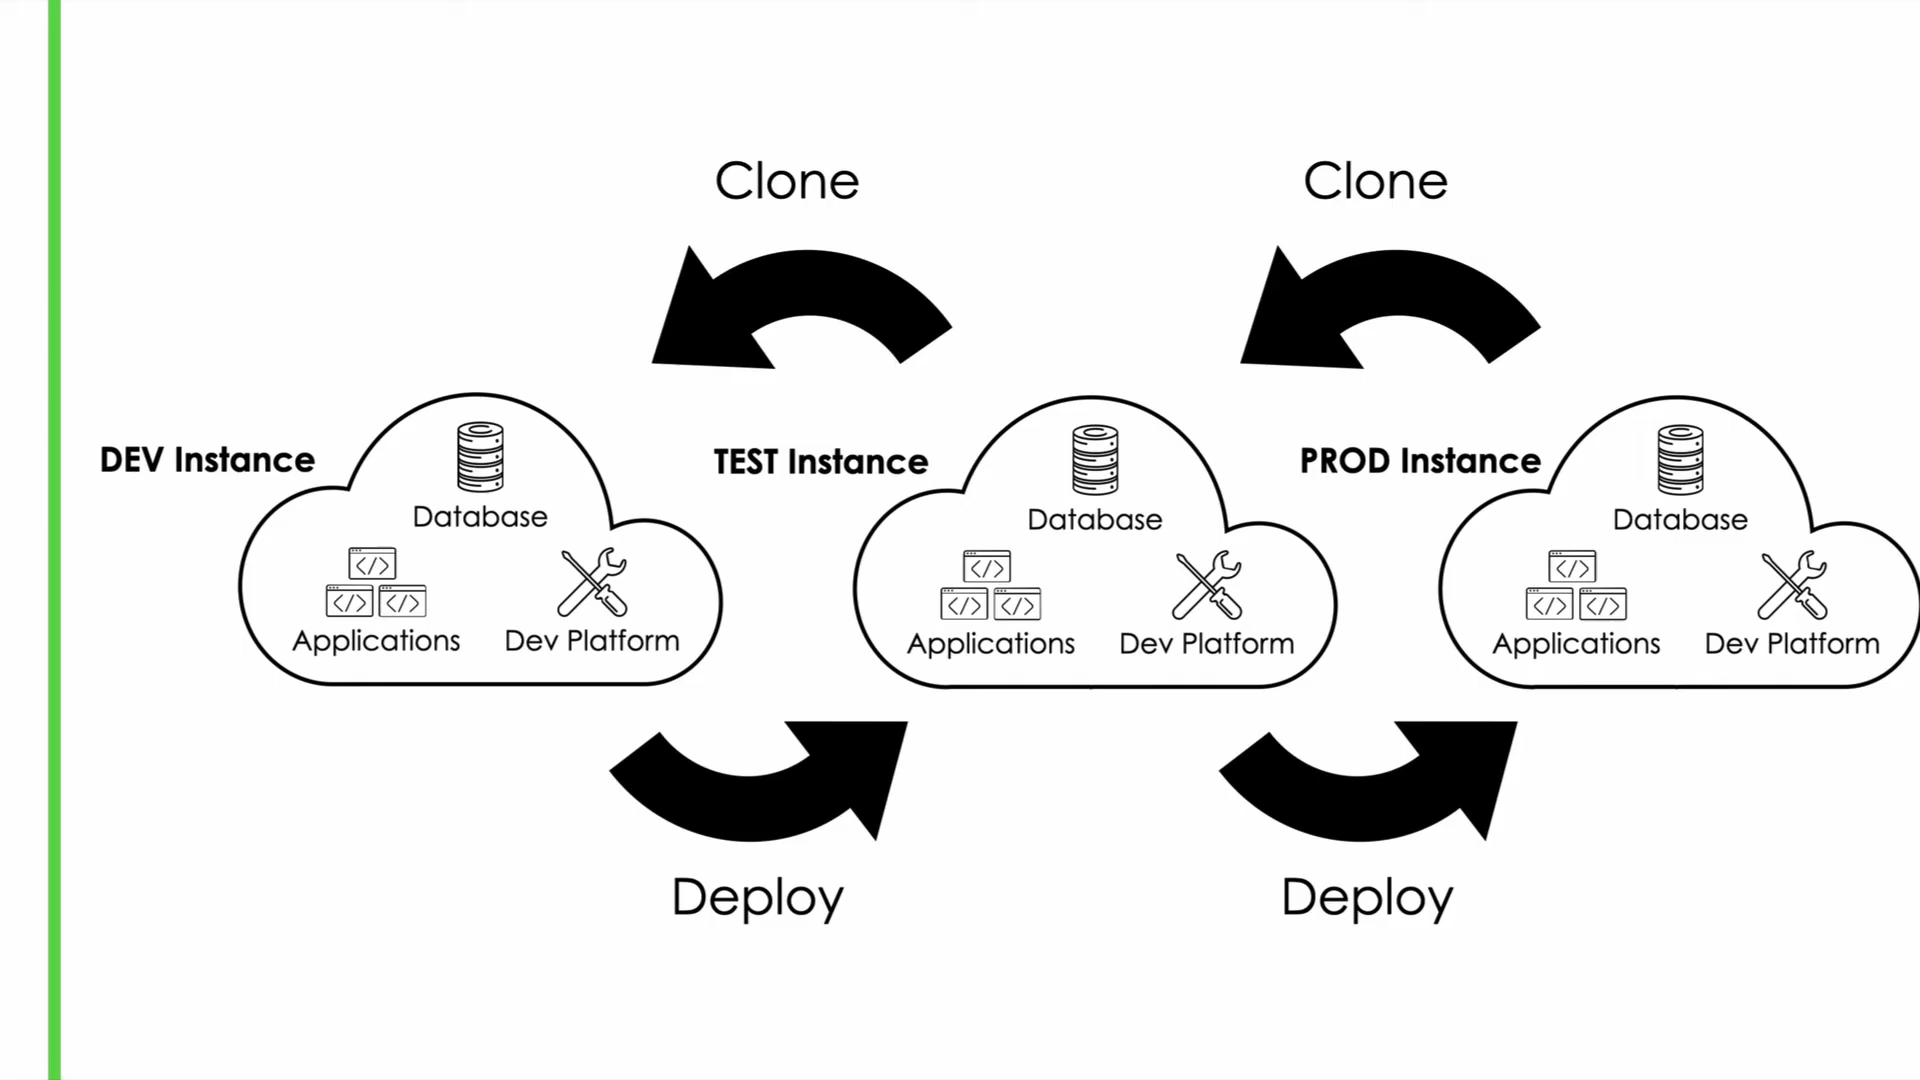 Clone
Clone
DEV Instance
Database
</>
</>
</>
Applications
Dev Platform
TEST Instance
Database
</>
</>
</>
Applications
Dev Platform
PROD Instance
Database
</>
</>
</>
Applications
Dev Platform
Deploy
Deploy